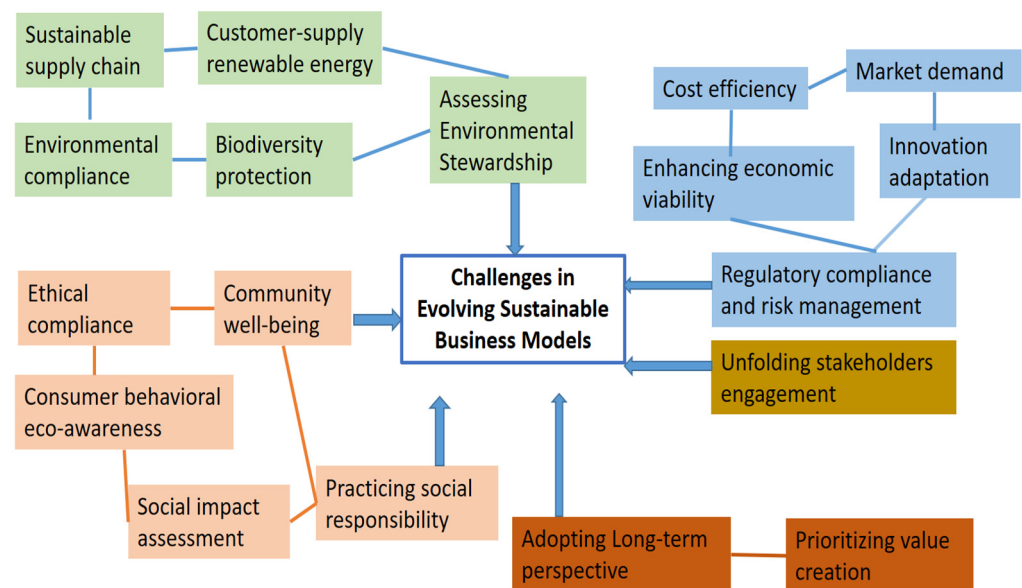 Sustainable
supply chain
Customer-supply
renewable energy
Assessing
Environmental
Stewardship
Environmental
compliance
Biodiversity
protection
Cost efficiency
Market demand
Enhancing economic
viability
Innovation
adaptation
Regulatory compliance
and risk management
Challenges in
Evolving Sustainable
Business Models
Unfolding stakeholders
engagement
Ethical
compliance
Community
well-being
Consumer behavioral
eco-awareness
Social impact
assessment
Practicing social
responsibility
Adopting Long-term
perspective
Prioritizing value
creation